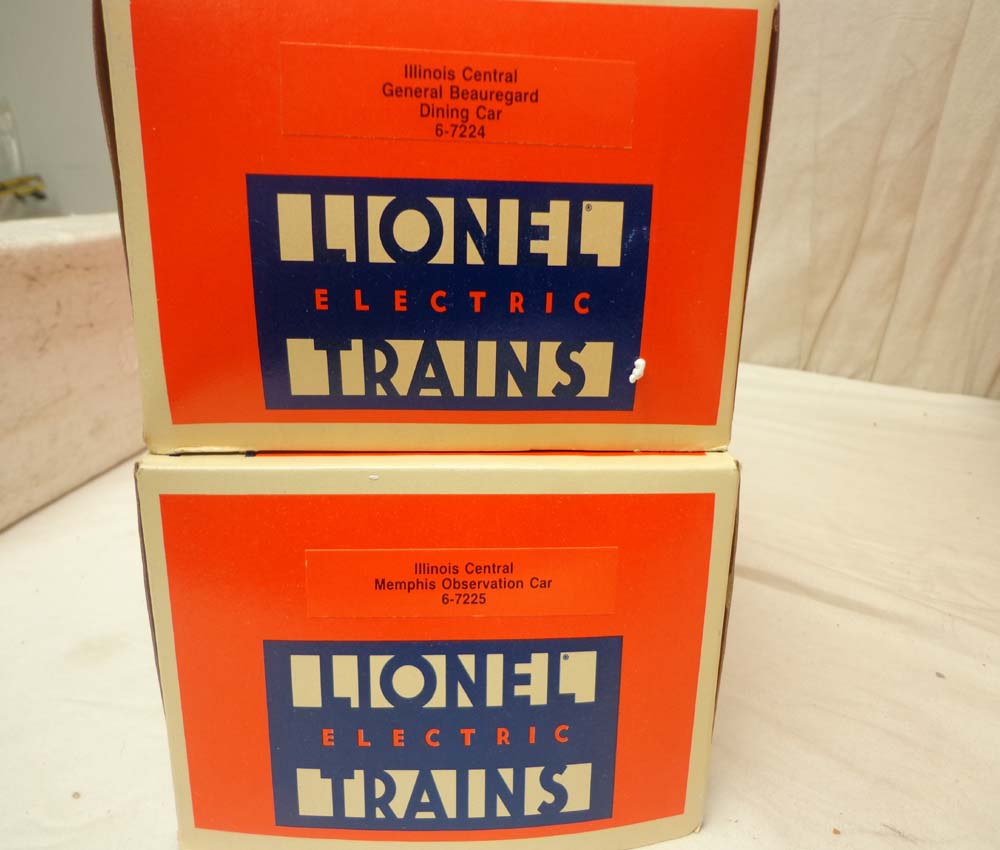 Illinois Central
General Beauregard
Dining Car
6-7224
LIONEL®
ELECTRIC
TRAINS
Illinois Central
Memphis Observation Car
6-7225
LIONEL®
ELECTRIC
TRAINS